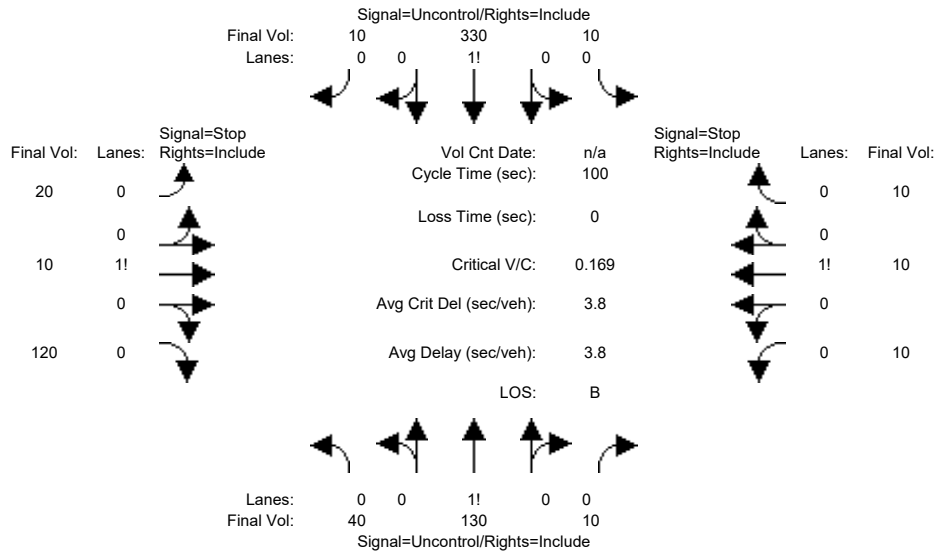 Signal=Uncontrol/Rights=Include
Final Vol: 10 330 10
Lanes: 0 0 1! 0 0
Signal=Stop Signal=Stop
Final Vol: Lanes: Rights=Include Vol Cnt Date: n/a Rights=Include Lanes: Final Vol:
Cycle Time (sec): 100
20 0 0 10
Loss Time (sec): 0
0 0
10 1! Critical V/C: 0.169 1! 10
0 Avg Crit Del (sec/veh): 3.8 0
120 0 Avg Delay (sec/veh): 3.8 0 10
LOS: B
Lanes: 0 0 1! 0 0
Final Vol: 40 130 10
Signal=Uncontrol/Rights=Include